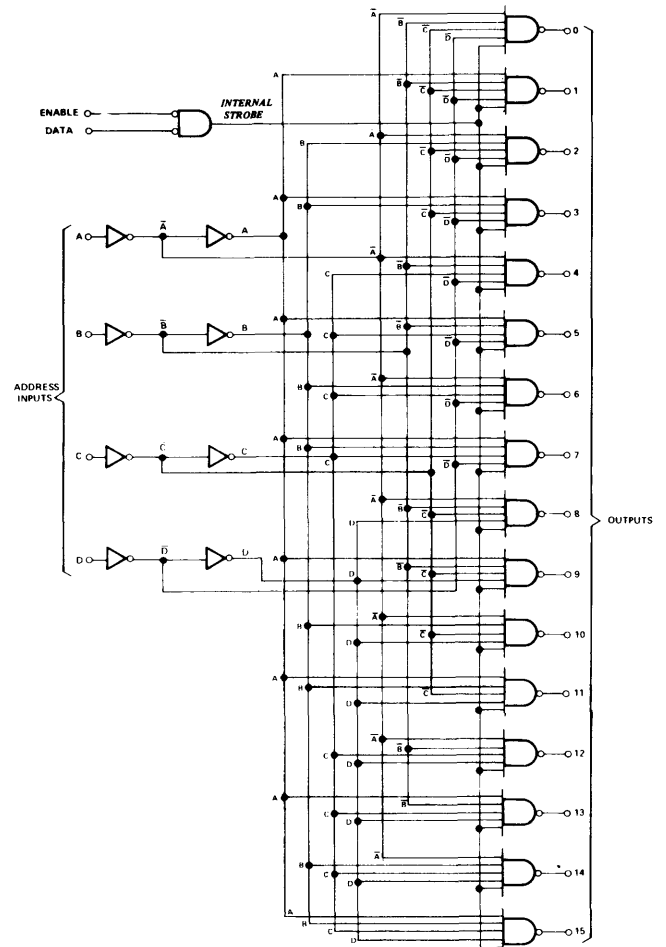 A̅
B̅
C̅
D̅
0
A
B̅
C̅
D̅
1
ENABLE
DATA
INTERNAL
STROBE
A̅
B
C̅
D̅
2
A
B
C̅
D̅
3
A
A̅
A
A̅
B̅
C
D̅
4
A
B̅
C
D̅
5
B
B̅
B
ADDRESS
INPUTS
A̅
B
C
D̅
6
A
B
C
D̅
7
C
C̅
C
A̅
B̅
C̅
D
8
OUTPUTS
D
D̅
D
A
B̅
C̅
D
9
A̅
B
C̅
D
10
A
B
C̅
D
11
A̅
B̅
C
D
12
A
B̅
C
D
13
A̅
B
C
D
14
A
B
C
D
15